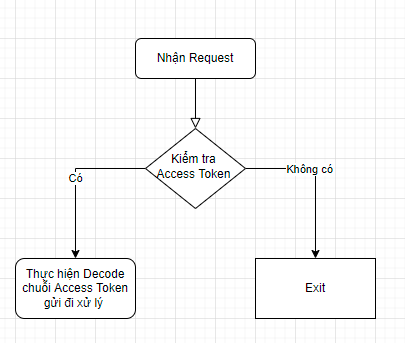 Nhận Request
Kiểm tra
Access Token
Có
Không có
Thực hiện Decode
chuỗi Access Token
gửi đi xử lý
Exit